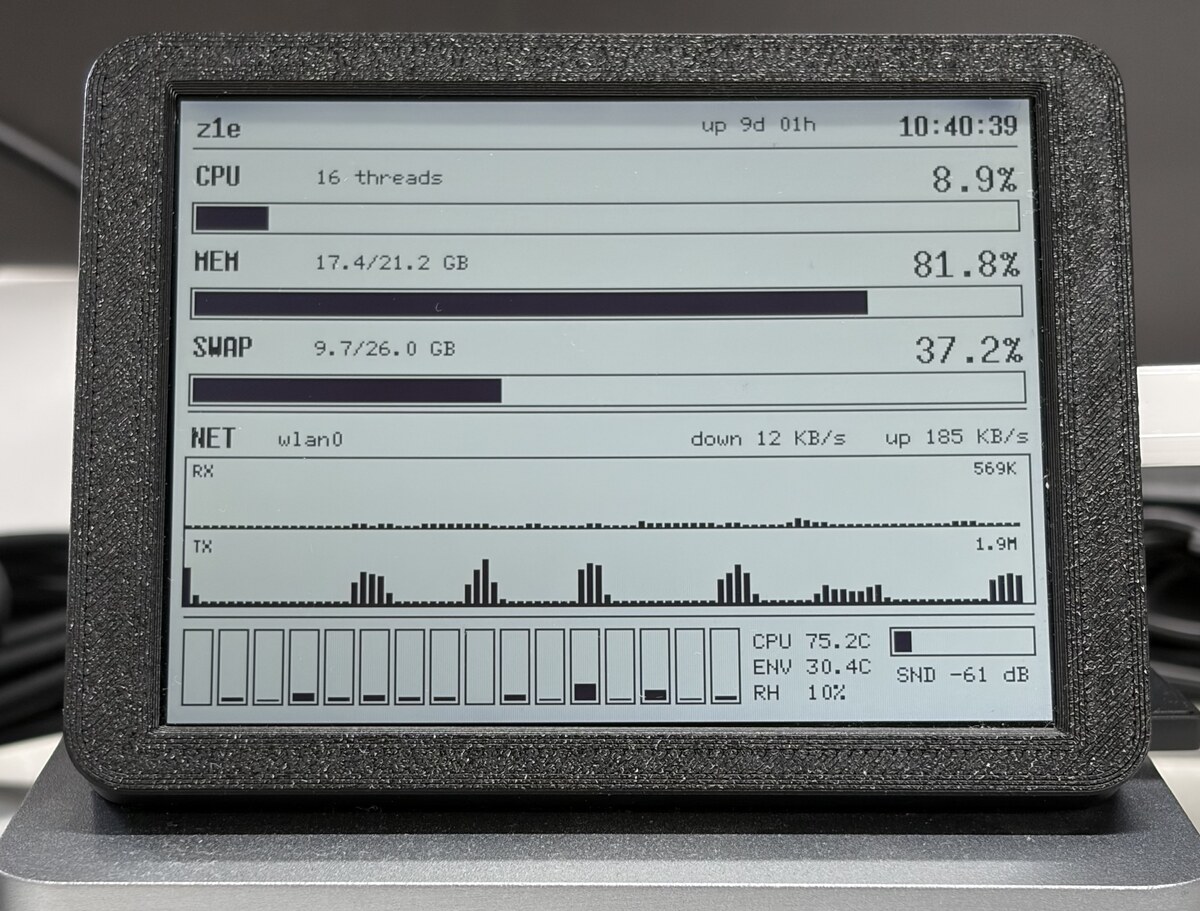 z1e up 9d 01h 10:40:39
CPU 16 threads 8.9%
MEM 17.4/21.2 GB 81.8%
SWAP 9.7/26.0 GB 37.2%
NET wlan0 down 12 KB/s up 185 KB/s
RX 569K
TX 1.9M
CPU 75.2C
ENV 30.4C
RH 10%
SND -61 dB